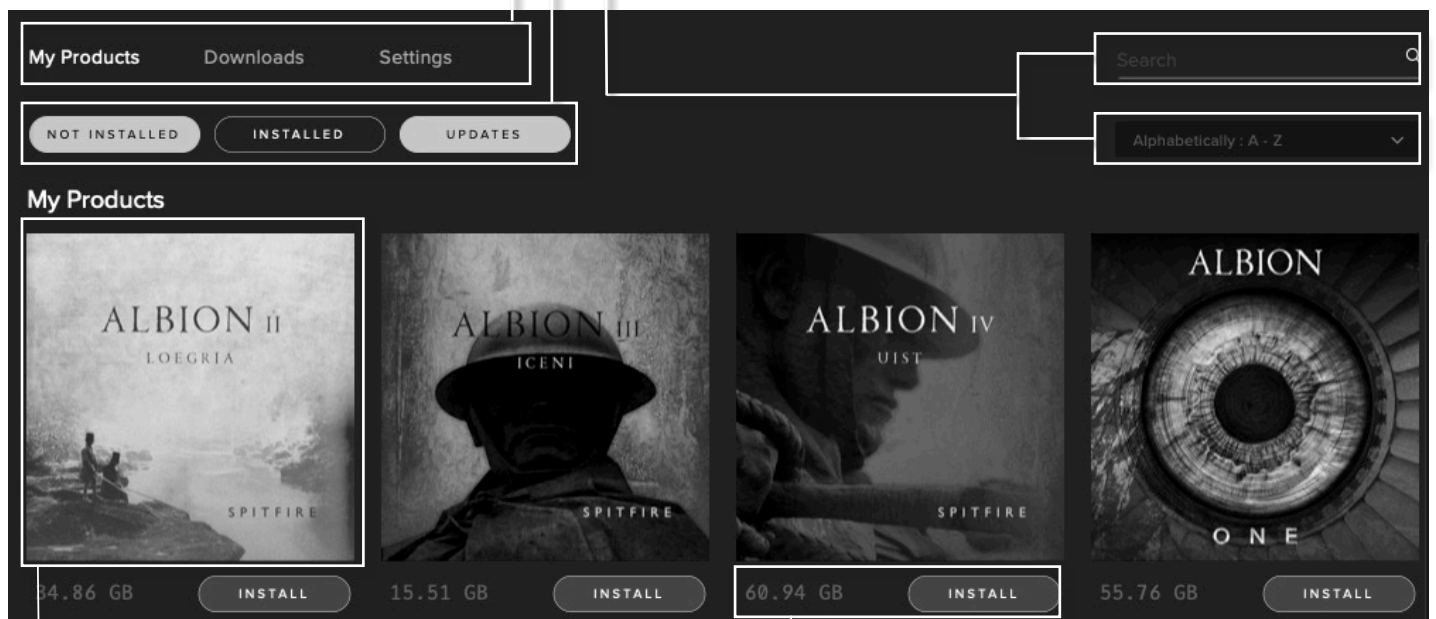 My Products Downloads Settings
Search
NOT INSTALLED INSTALLED UPDATES
Alphabetically : A - Z
My Products
ALBION II
LOEGRIA
SPITFIRE
ALBION III
ICENI
SPITFIRE
ALBION IV
UIST
SPITFIRE
ALBION
ONE
34.86 GB INSTALL
15.51 GB INSTALL
60.94 GB INSTALL
55.76 GB INSTALL